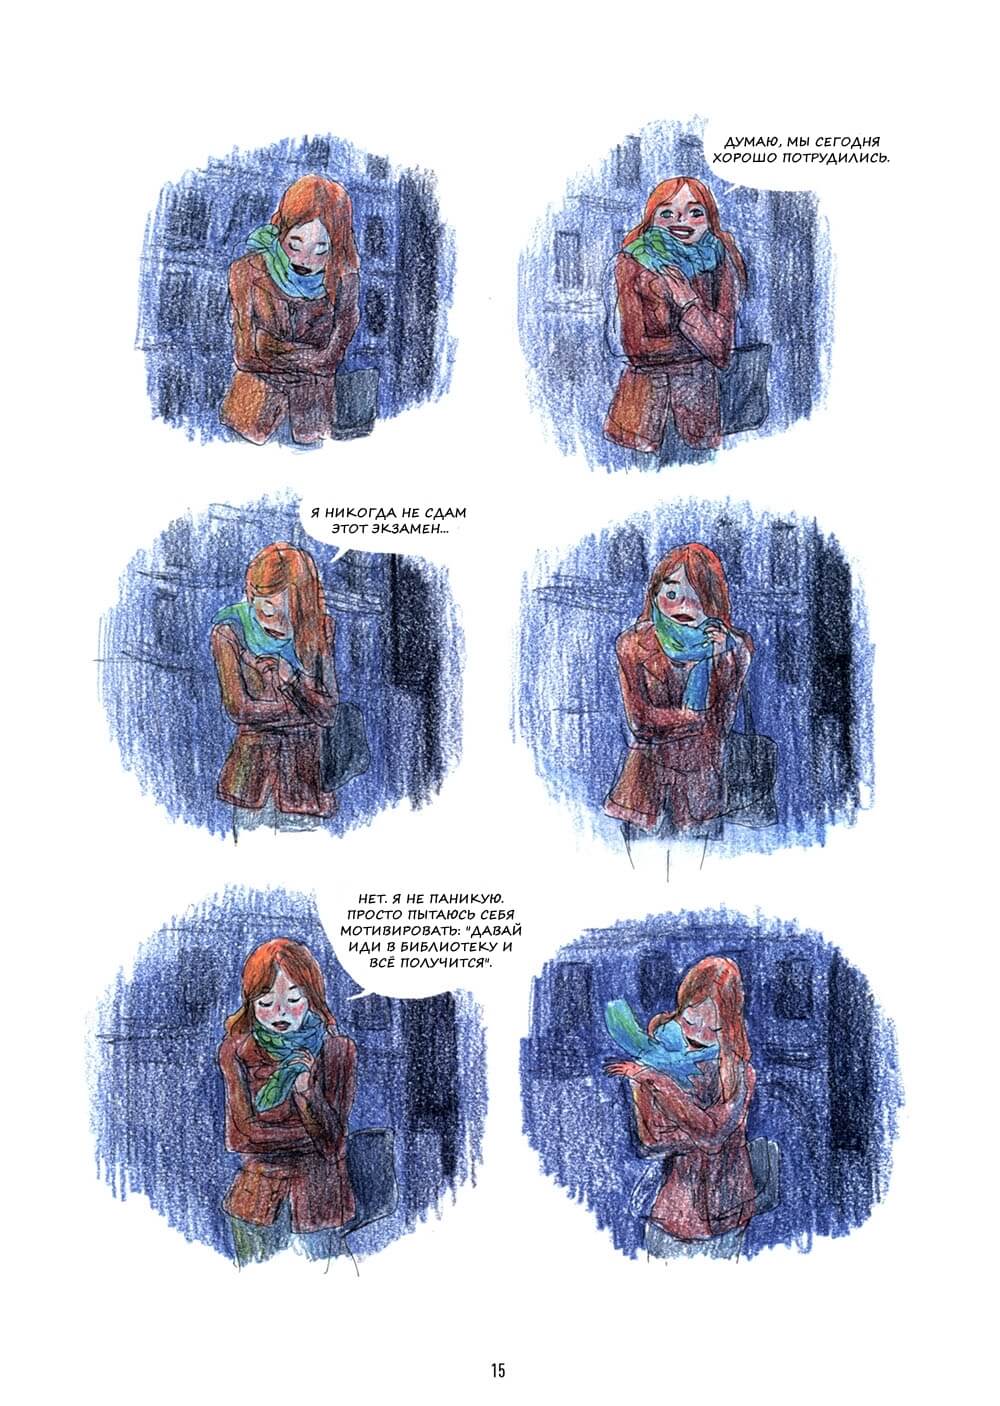 ДУМАЮ, МЫ СЕГОДНЯ
ХОРОШО ПОТРУДИЛИСЬ.
Я НИКОГДА НЕ СДАМ
ЭТОТ ЭКЗАМЕН...
НЕТ. Я НЕ ПАНИКУЮ.
ПРОСТО ПЫТАЮСЬ СЕБЯ
МОТИВИРОВАТЬ: "ДАВАЙ
ИДИ В БИБЛИОТЕКУ И
ВСЁ ПОЛУЧИТСЯ".
15